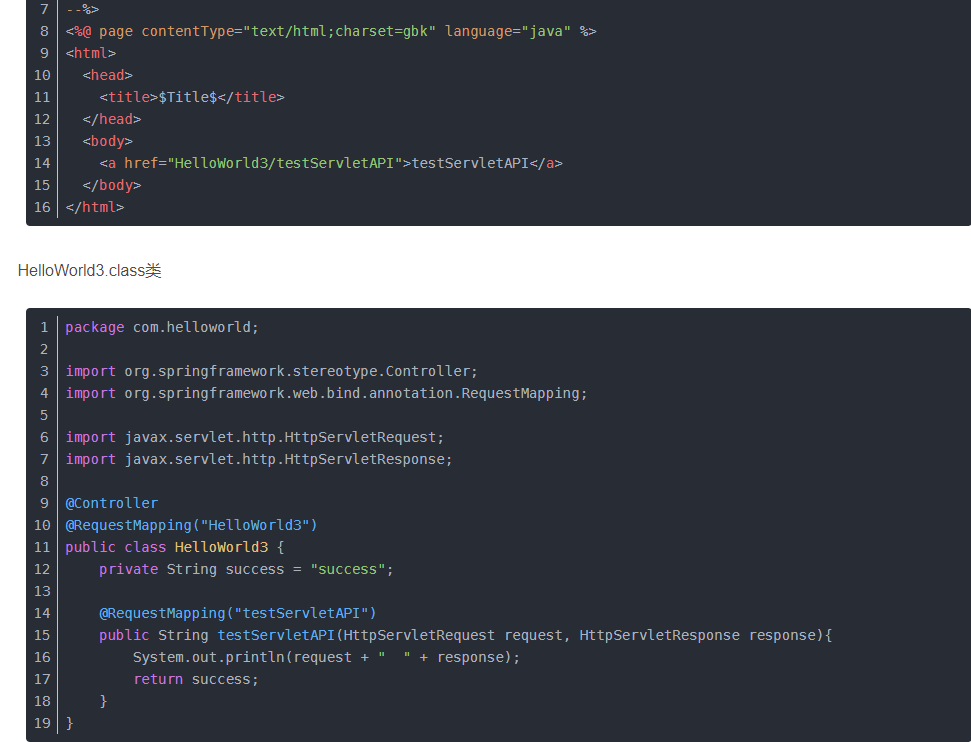 7 --%>
8 <%@ page contentType="text/html;charset=gbk" language="java" %>
9 <html>
10   <head>
11     <title>$Title$</title>
12   </head>
13   <body>
14     <a href="HelloWorld3/testServletAPI">testServletAPI</a>
15   </body>
16 </html>
HelloWorld3.class类
1 package com.helloworld;
2
3 import org.springframework.stereotype.Controller;
4 import org.springframework.web.bind.annotation.RequestMapping;
5
6 import javax.servlet.http.HttpServletRequest;
7 import javax.servlet.http.HttpServletResponse;
8
9 @Controller
10 @RequestMapping("HelloWorld3")
11 public class HelloWorld3 {
12     private String success = "success";
13
14     @RequestMapping("testServletAPI")
15     public String testServletAPI(HttpServletRequest request, HttpServletResponse response){
16         System.out.println(request + "  " + response);
17         return success;
18     }
19 }